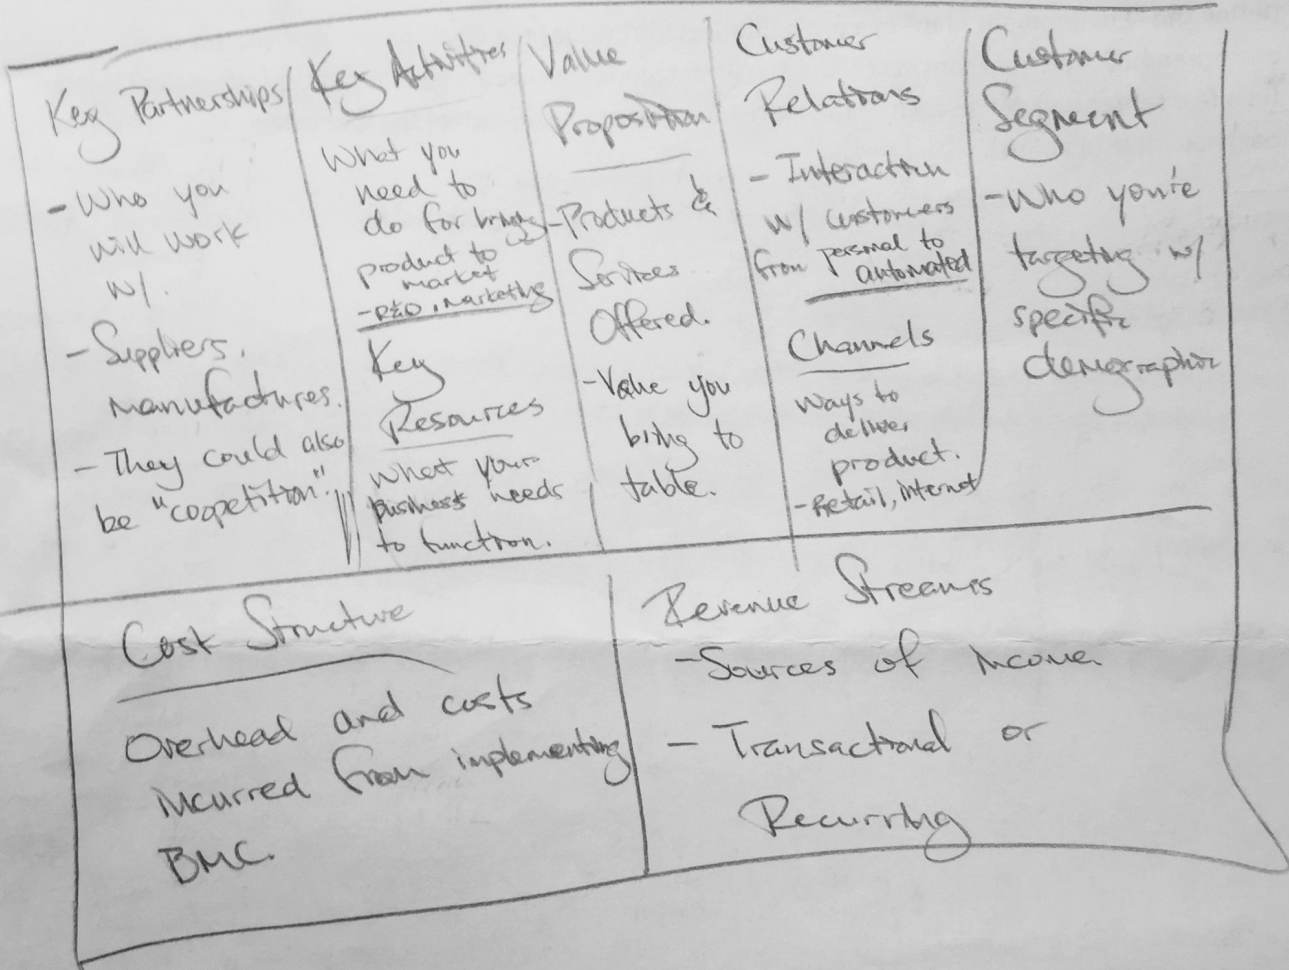 Key Partnerships
- Who you
will work
w/.
- Suppliers,
manufactures.
- They could also
be "coopetition".
Key Activities
What you
need to
do for bringing
product to
market
- R&D, marketing
Key
Resources
What your
business needs
to function.
Value
Proposition
- Products &
Services
Offered.
- Value you
bring to
table.
Customer
Relations
- Interaction
w/ customers
from personal to
automated
Channels
ways to
deliver
product.
- Retail, internet
Customer
Segment
- Who you're
targeting w/
specific
demographic
Cost Structure
Overhead and costs
incurred from implementing
BMC.
Revenue Streams
- Sources of income.
- Transactional or
Recurring